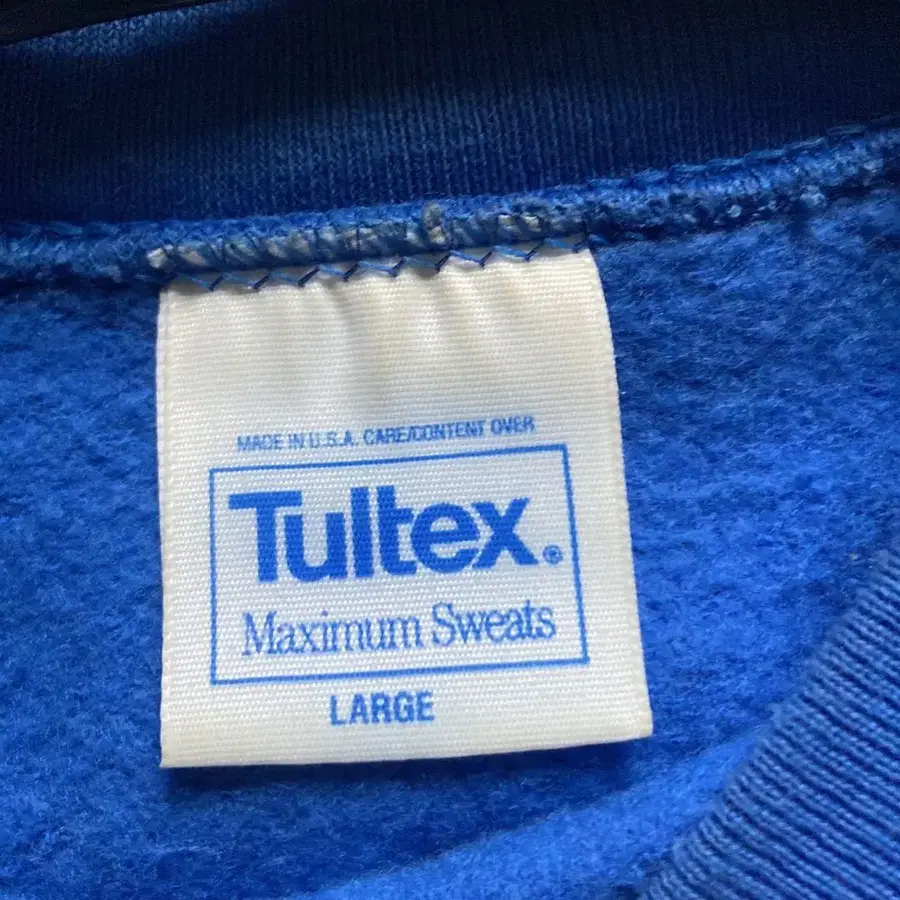 MADE IN U.S.A. CARE/CONTENT OVER
Tultex®
Maximum Sweats
LARGE